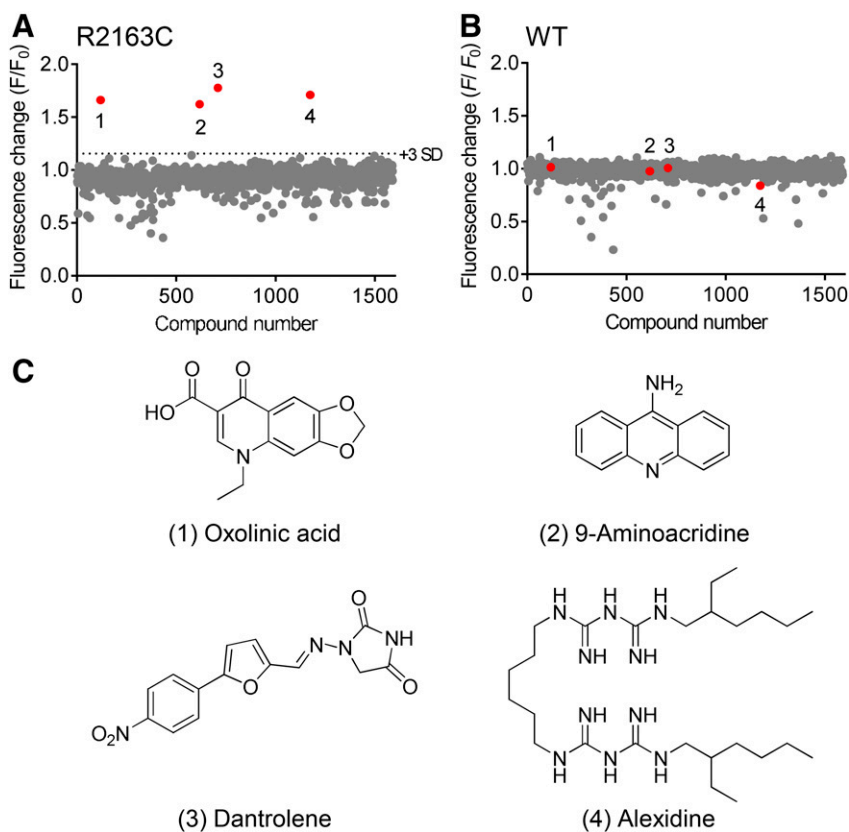 A
R2163C
Fluorescence change (F/F₀)
2.0
1.5
1.0
0.5
0.0
1
2
3
4
+3 SD
0
500
1000
1500
Compound number
B
WT
Fluorescence change (F/ F₀)
2.0
1.5
1.0
0.5
0.0
1
2
3
4
0
500
1000
1500
Compound number
C
O
O
HO
N
O
O
(1) Oxolinic acid
NH₂
N
(2) 9-Aminoacridine
O₂N
O
N
N
O
NH
O
(3) Dantrolene
H
N
H
N
H
N
NH
NH
NH
NH
N
H
N
H
N
H
(4) Alexidine